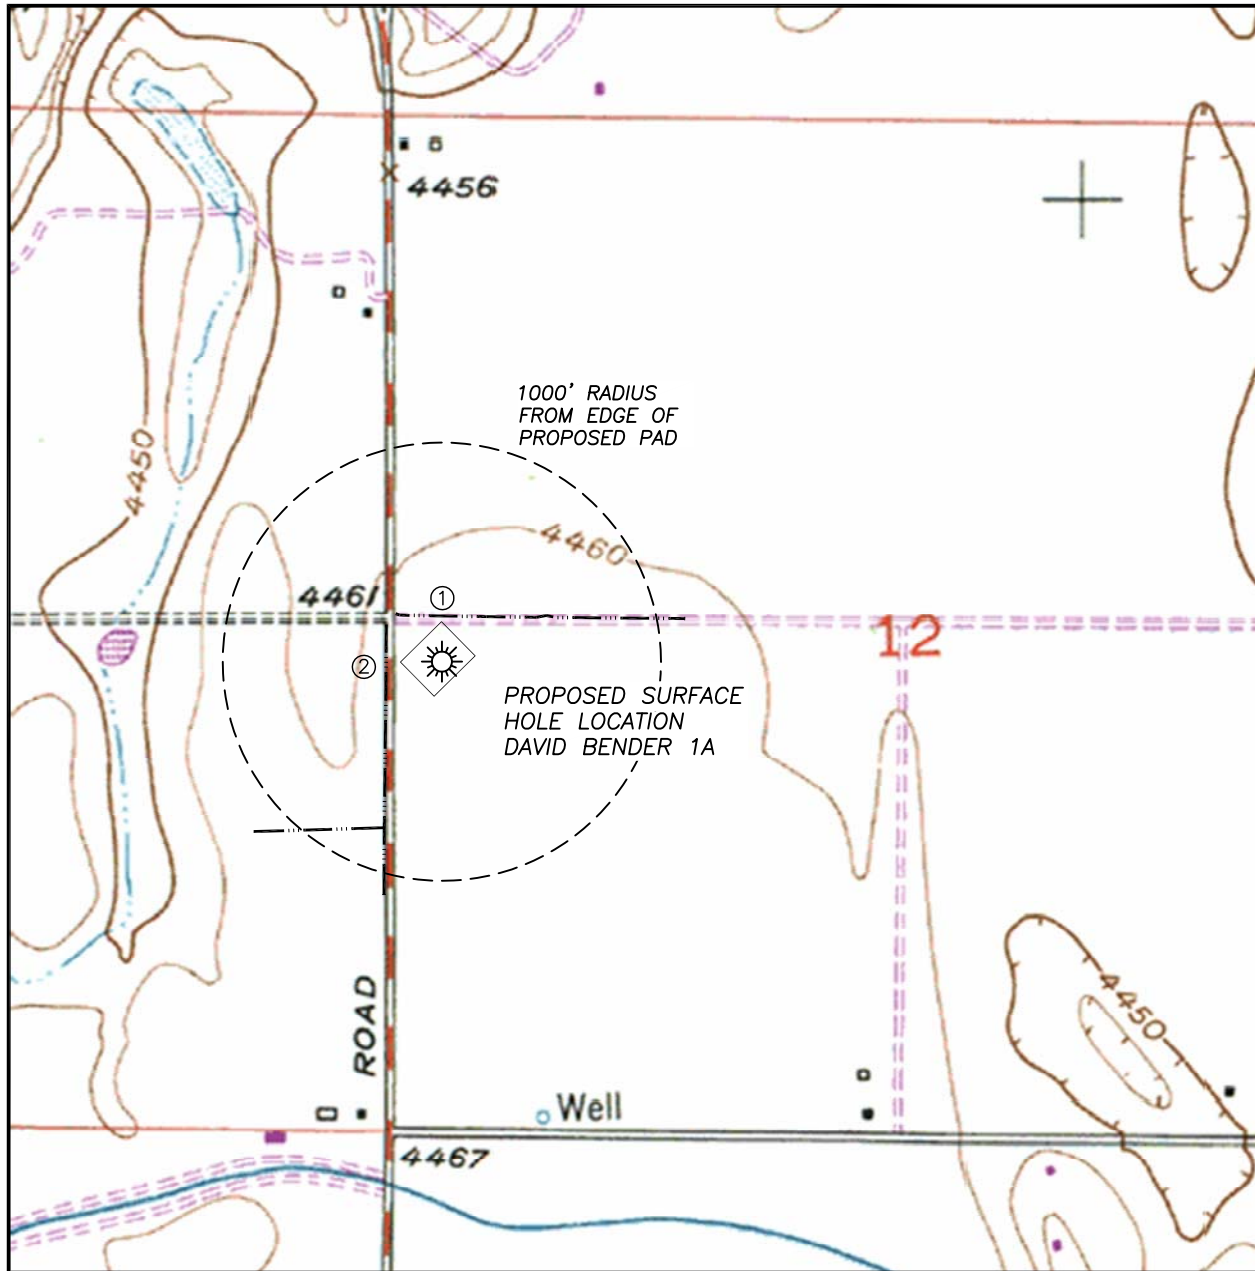 4456
1000' RADIUS
FROM EDGE OF
PROPOSED PAD
4450
4460
4461
1
12
2
PROPOSED SURFACE
HOLE LOCATION
DAVID BENDER 1A
4450
ROAD
Well
4467